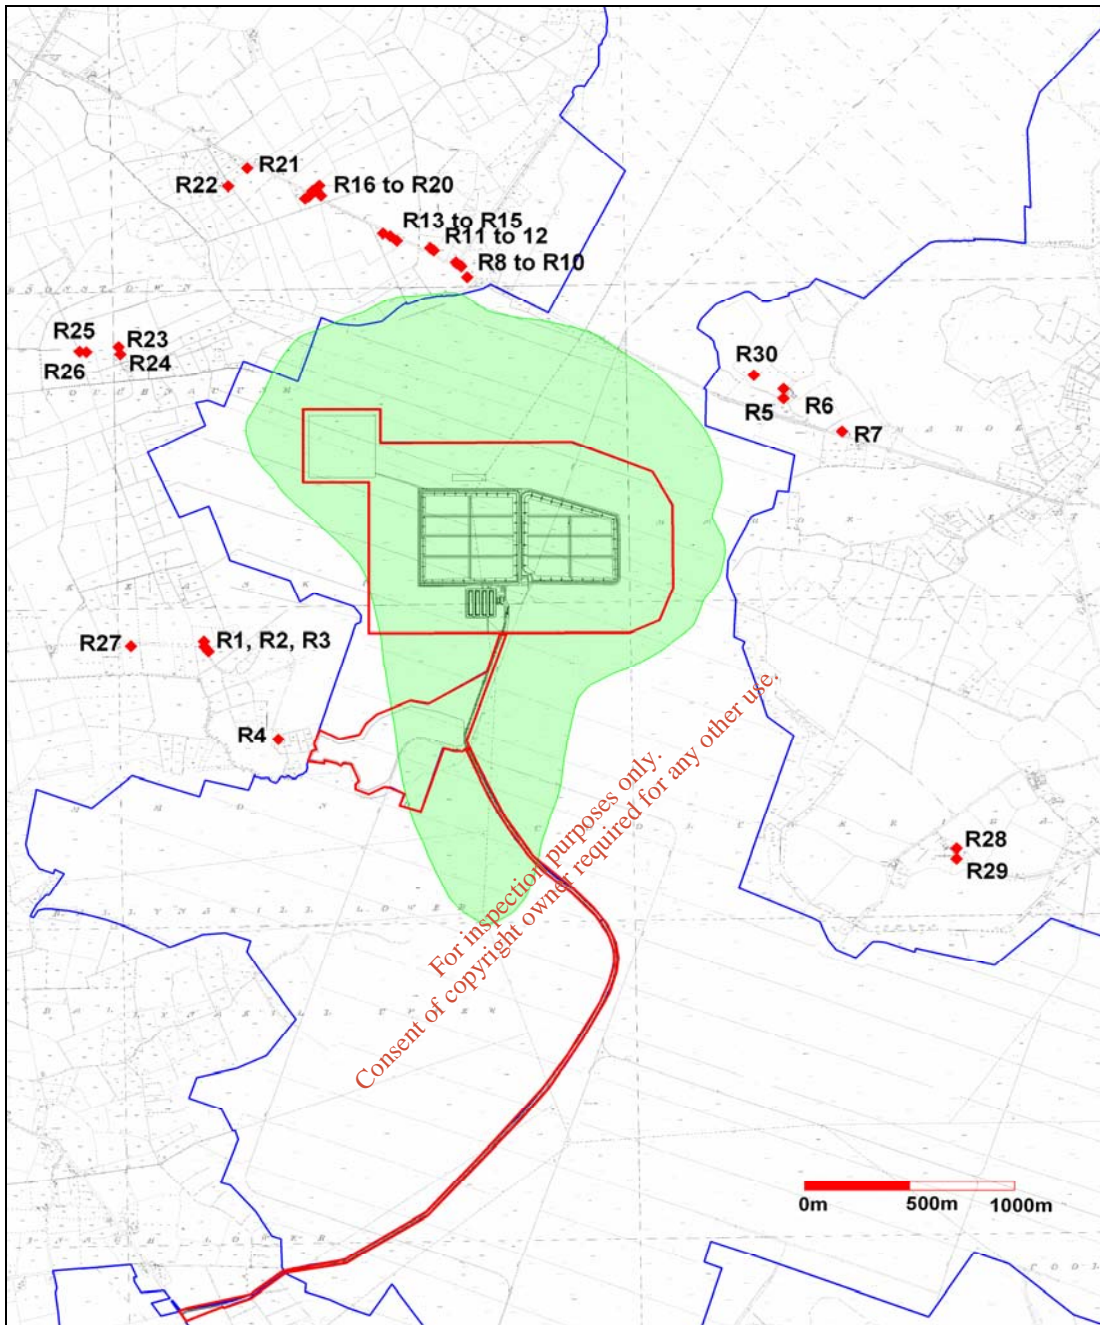 R21
R22
R16 to R20
R13 to R15
R11 to 12
R8 to R10
R25
R23
R26
R24
R30
R5
R6
R7
R27
R1, R2, R3
R4
R28
R29
For inspection purposes only.
Consent of copyright owner required for any other use.
0m
500m
1000m